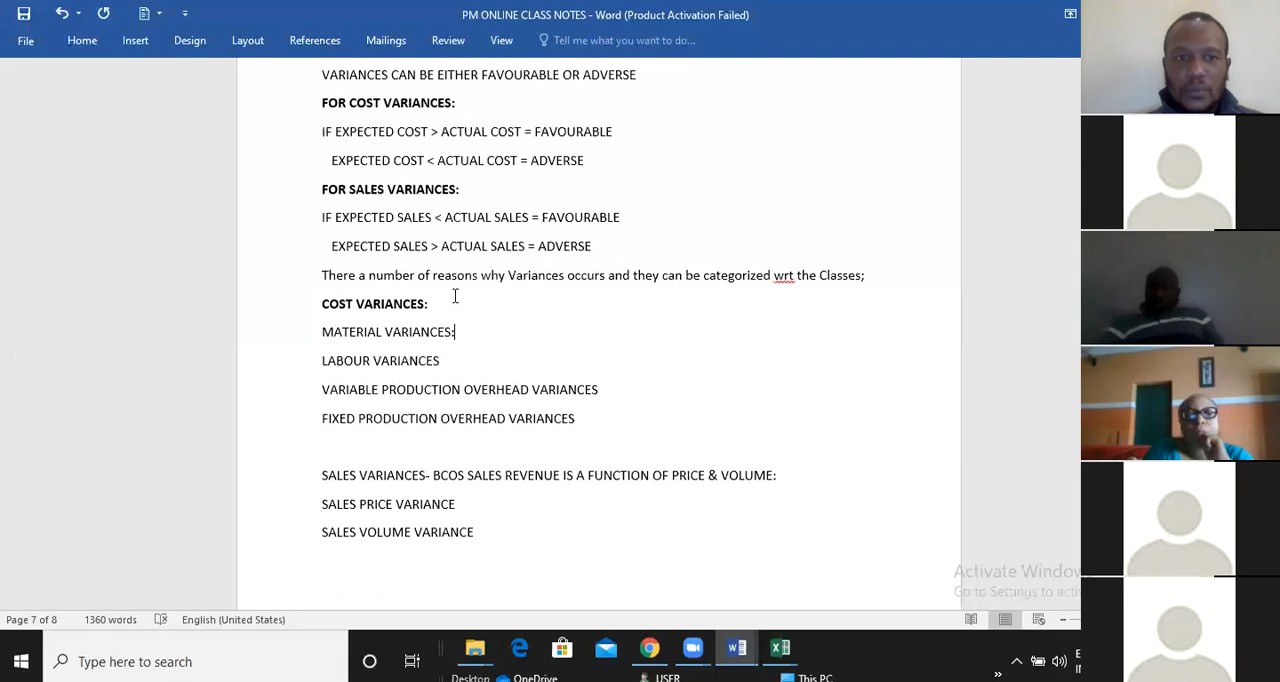 PM ONLINE CLASS NOTES - Word (Product Activation Failed)
File Home Insert Design Layout References Mailings Review View Tell me what you want to do...
VARIANCES CAN BE EITHER FAVOURABLE OR ADVERSE
FOR COST VARIANCES:
IF EXPECTED COST > ACTUAL COST = FAVOURABLE
EXPECTED COST < ACTUAL COST = ADVERSE
FOR SALES VARIANCES:
IF EXPECTED SALES < ACTUAL SALES = FAVOURABLE
EXPECTED SALES > ACTUAL SALES = ADVERSE
There a number of reasons why Variances occurs and they can be categorized wrt the Classes;
COST VARIANCES:
MATERIAL VARIANCES:
LABOUR VARIANCES
VARIABLE PRODUCTION OVERHEAD VARIANCES
FIXED PRODUCTION OVERHEAD VARIANCES
SALES VARIANCES- BCOS SALES REVENUE IS A FUNCTION OF PRICE & VOLUME:
SALES PRICE VARIANCE
SALES VOLUME VARIANCE
Activate Window
Go to Settings to activ
Page 7 of 8 1360 words English (United States)
Type here to search
Desktop OneDrive USER This PC